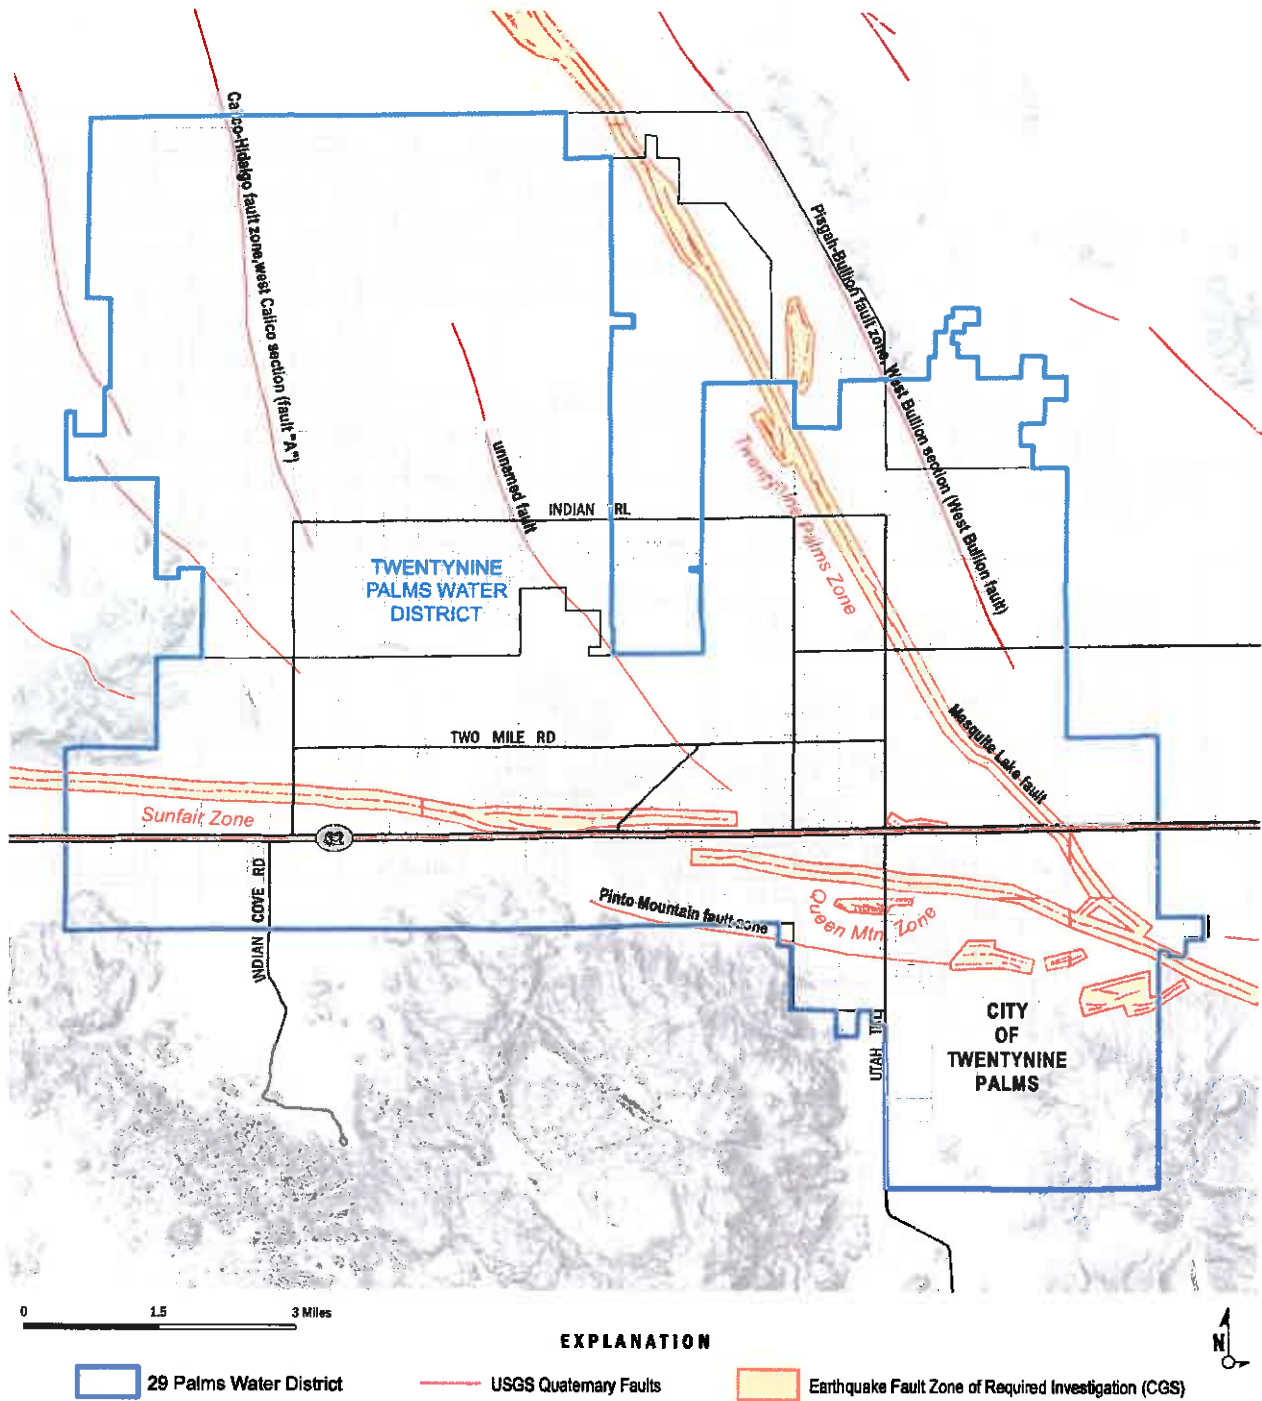 Calico-Hidalgo fault zone, west Calico section (fault "A")
Pisgah-Bullion fault zone, West Bullion section (West Bullion fault)
unnamed fault
Twentynine Palms Zone
INDIAN
TWENTYNINE
PALMS WATER
DISTRICT
TWO MILE RD
Mesquite Lake fault
Sunfair Zone
62
INDIAN COVE RD
Pinto Mountain fault zone
Queen Mtn. Zone
UTAH
CITY
OF
TWENTYNINE
PALMS
0 1.5 3 Miles
EXPLANATION
N
29 Palms Water District
USGS Quaternary Faults
Earthquake Fault Zone of Required Investigation (CGS)